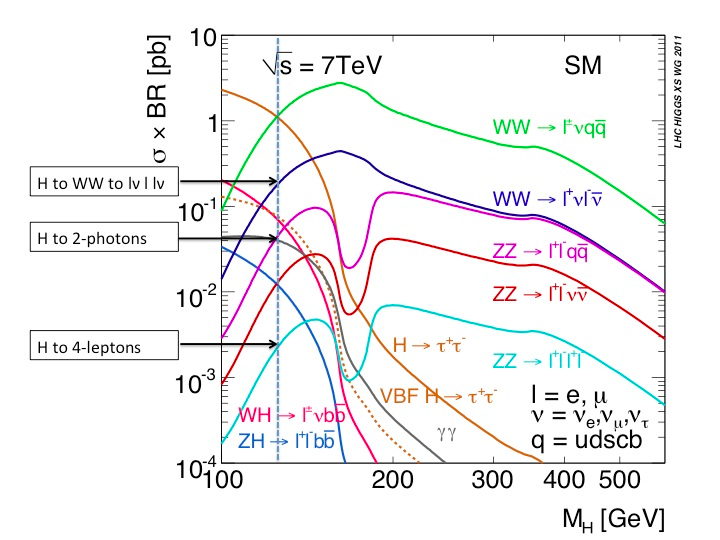 10
1
10⁻¹
10⁻²
10⁻³
10⁻⁴
σ × BR [pb]
√s = 7TeV
SM
LHC HIGGS XS WG 2011
H to WW to lν l lν
H to 2-photons
H to 4-leptons
WW → l±νqq̅
WW → l⁺νl⁻ν̅
ZZ → l⁺l⁻qq̅
ZZ → l⁺l⁻νν̅
H → τ⁺τ⁻
ZZ → l⁺l⁻l⁺l⁻
VBF H → τ⁺τ⁻
WH → l±νbb̅
ZH → l⁺l⁻bb̅
γγ
l = e, μ
ν = νe,νμ,ντ
q = udscb
100 200 300 400 500
MH [GeV]